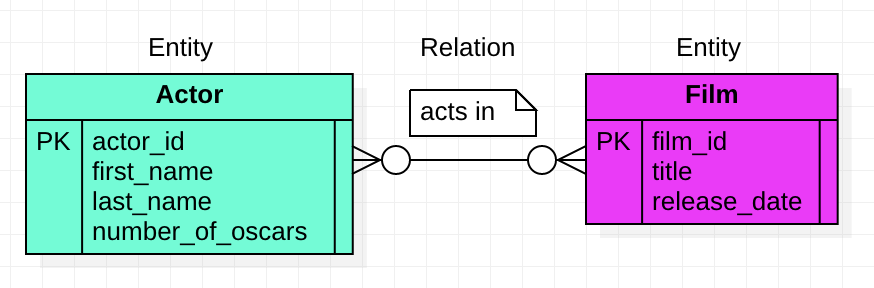 Entity
Relation
Entity
Actor
acts in
Film
PK
actor_id
first_name
last_name
number_of_oscars
PK
film_id
title
release_date